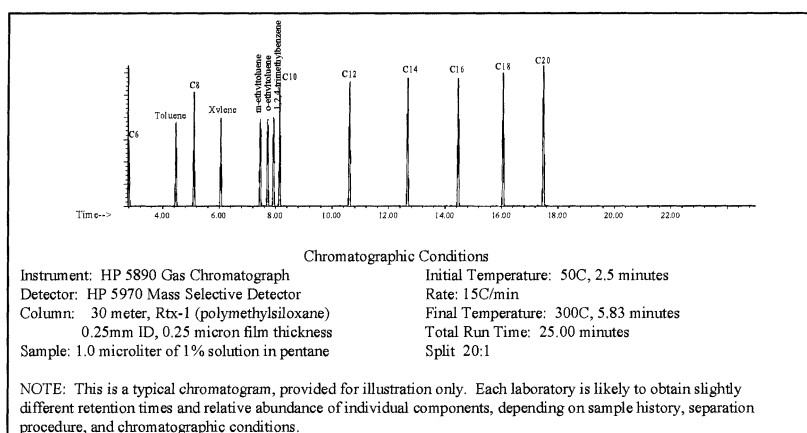 C6
Toluene
C8
Xylene
m-ethyltoluene
o-ethyltoluene
1,2,4-trimethylbenzene
C10
C12
C14
C16
C18
C20
Time-->
4.00 6.00 8.00 10.00 12.00 14.00 16.00 18.00 20.00 22.00
Chromatographic Conditions
Instrument: HP 5890 Gas Chromatograph
Detector: HP 5970 Mass Selective Detector
Column: 30 meter, Rtx-1 (polymethylsiloxane)
0.25mm ID, 0.25 micron film thickness
Sample: 1.0 microliter of 1% solution in pentane
Initial Temperature: 50C, 2.5 minutes
Rate: 15C/min
Final Temperature: 300C, 5.83 minutes
Total Run Time: 25.00 minutes
Split 20:1
NOTE: This is a typical chromatogram, provided for illustration only. Each laboratory is likely to obtain slightly
different retention times and relative abundance of individual components, depending on sample history, separation
procedure, and chromatographic conditions.